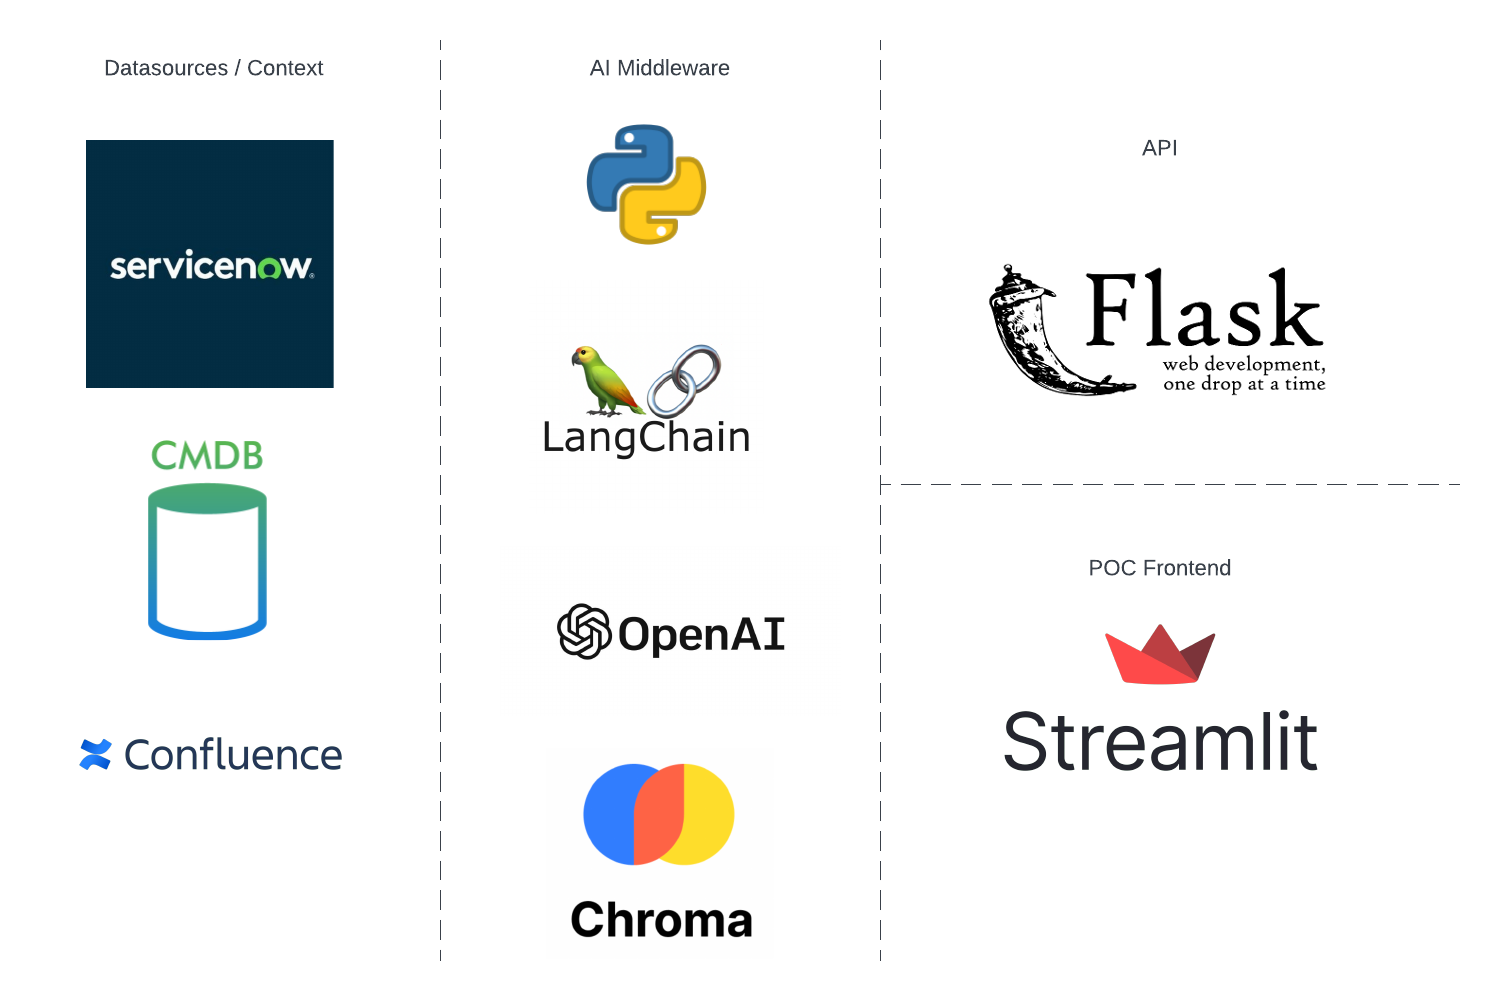 Datasources / Context
servicenow®
CMDB
Confluence
AI Middleware
LangChain
OpenAI
Chroma
API
Flask
web development,
one drop at a time
POC Frontend
Streamlit